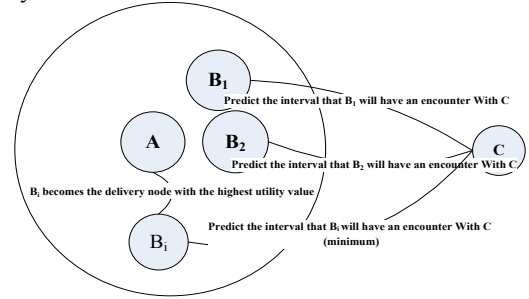 B1
Predict the interval that B1 will have an encounter With C
A
B2
C
Predict the interval that B2 will have an encounter With C
Bi becomes the delivery node with the highest utility value
Predict the interval that Bi will have an encounter With C
(minimum)
Bi